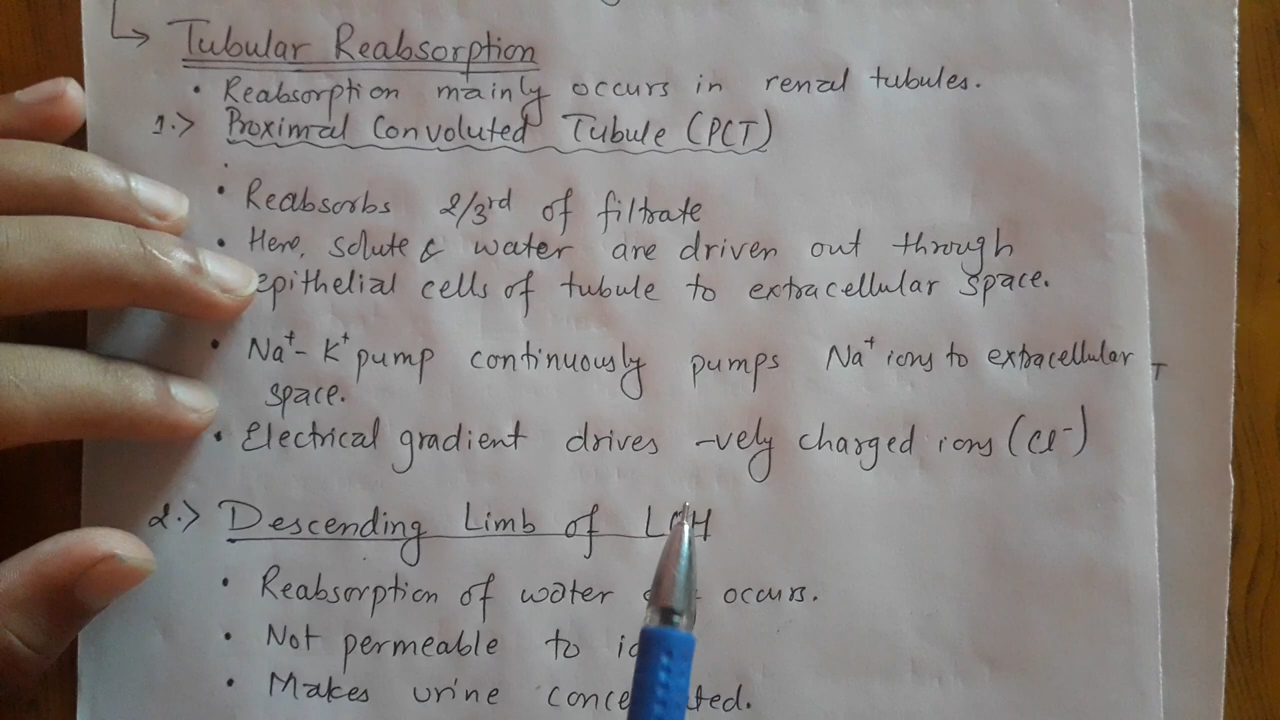 ↳ Tubular Reabsorption
• Reabsorption mainly occurs in renal tubules.
1.> Proximal Convoluted Tubule (PCT)
• Reabsorbs 2/3rd of filtrate
• Here, solute & water are driven out through
epithelial cells of tubule to extracellular space.
• Na⁺- K⁺ pump continuously pumps Na⁺ ions to extracellular
space.
• Electrical gradient drives -vely charged ions (Cl⁻)
2.> Descending Limb of
• Reabsorption of water occurs.
• Not permeable to
• Makes urine